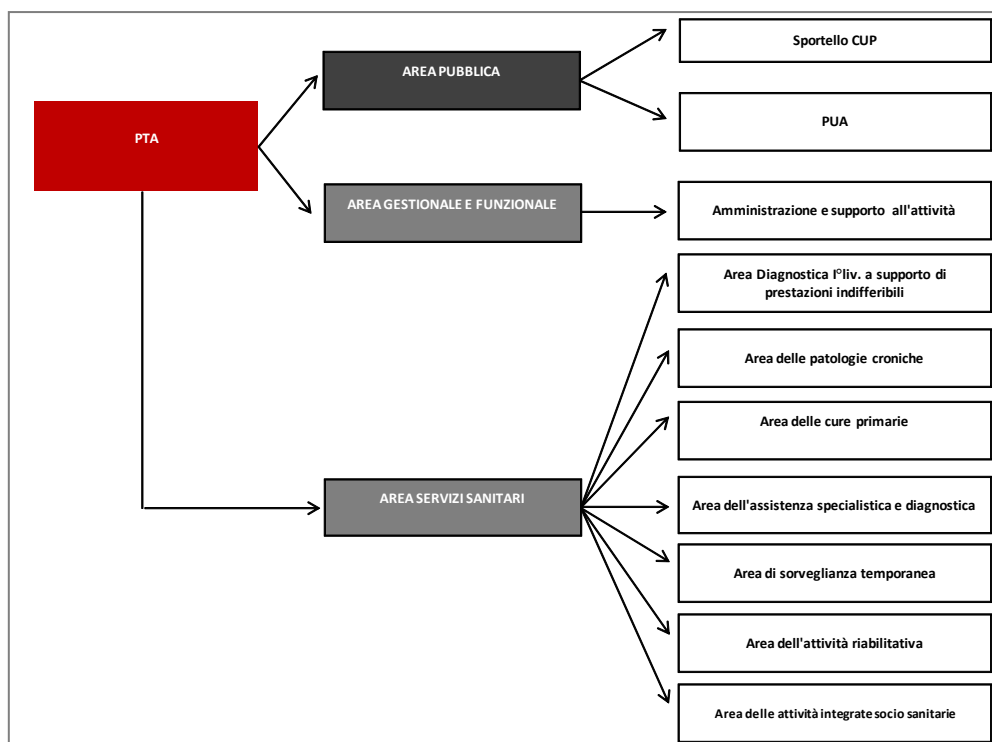 PTA
AREA PUBBLICA
Sportello CUP
PUA
AREA GESTIONALE E FUNZIONALE
Amministrazione e supporto all'attività
AREA SERVIZI SANITARI
Area Diagnostica I°liv. a supporto di
prestazioni indifferibili
Area delle patologie croniche
Area delle cure primarie
Area dell'assistenza specialistica e diagnostica
Area di sorveglianza temporanea
Area dell'attività riabilitativa
Area delle attività integrate socio sanitarie